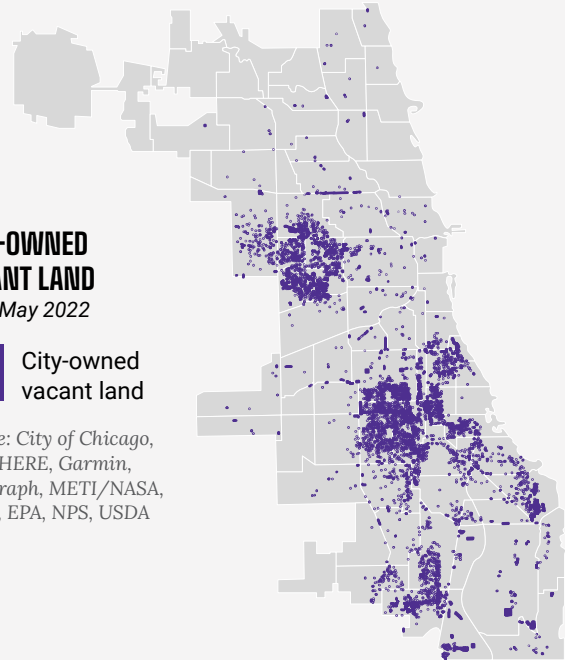 -OWNED
ANT LAND
May 2022
City-owned
vacant land
e: City of Chicago,
HERE, Garmin,
raph, METI/NASA,
, EPA, NPS, USDA